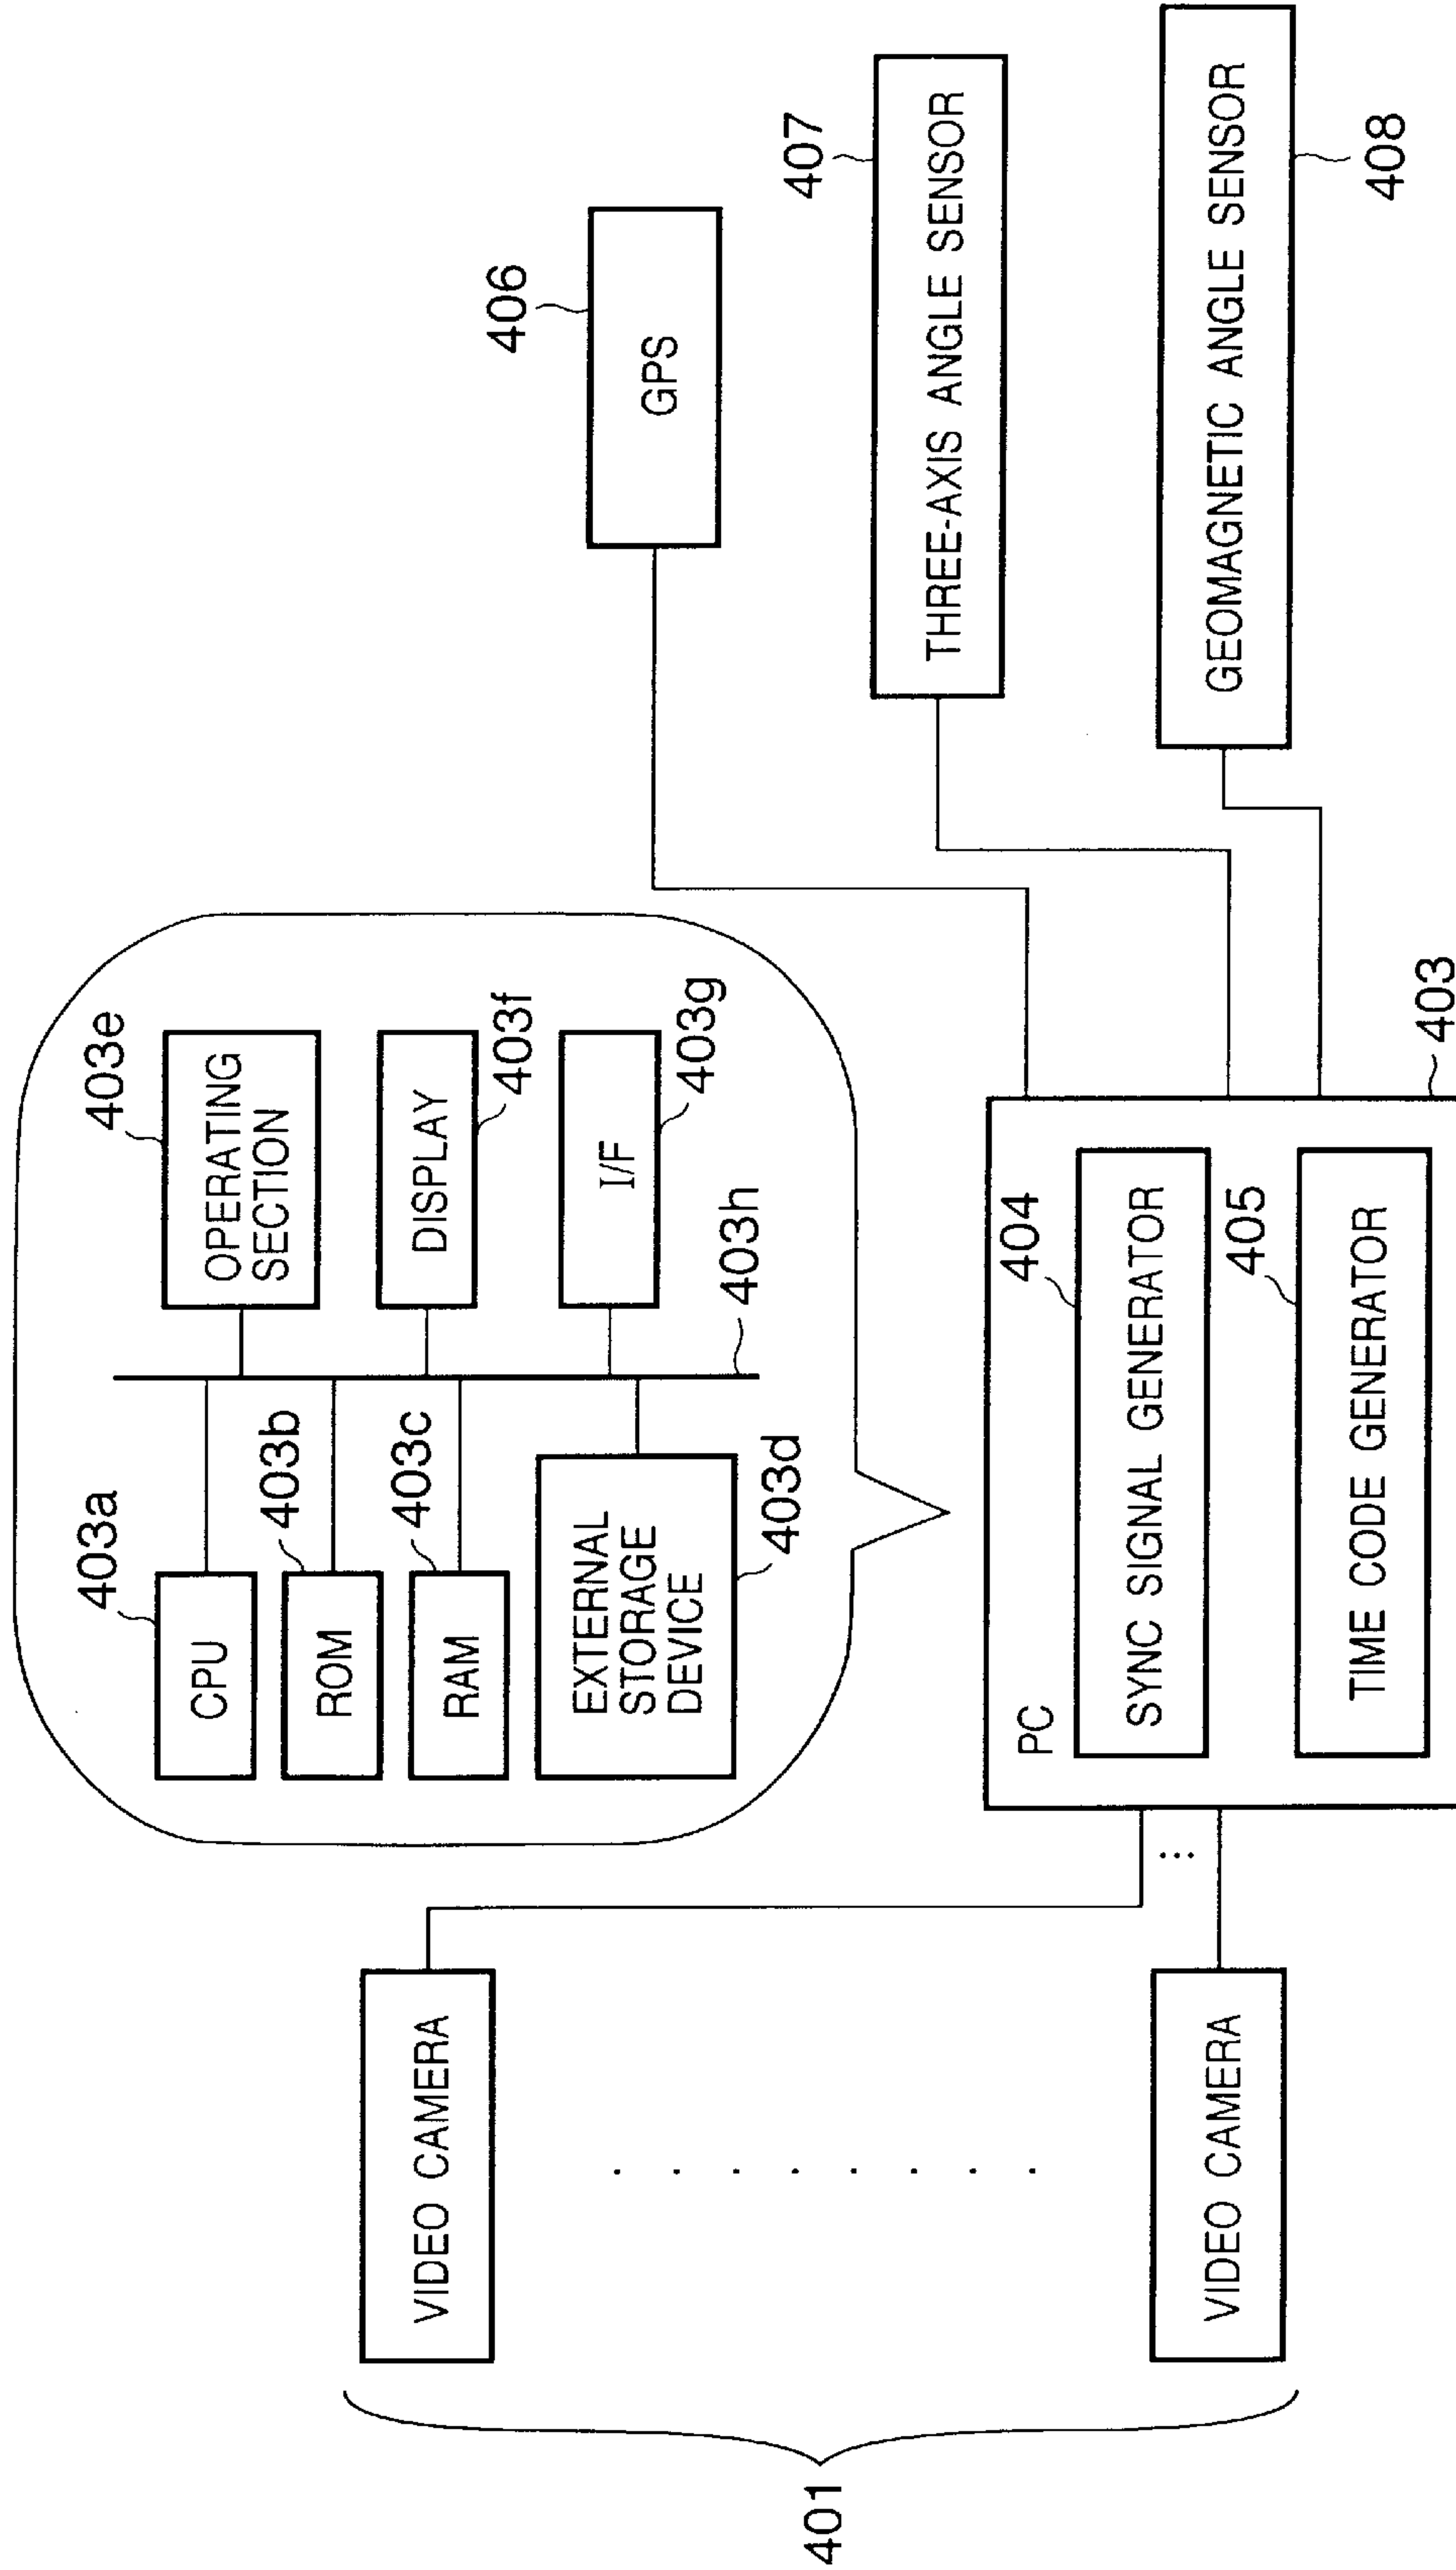 403a
CPU
403b
ROM
403c
RAM
EXTERNAL
STORAGE
DEVICE
403d
403e
OPERATING
SECTION
DISPLAY
403f
I/F
403g
403h
406
GPS
407
THREE-AXIS ANGLE SENSOR
GEOMAGNETIC ANGLE SENSOR
408
401
VIDEO CAMERA
VIDEO CAMERA
PC
404
SYNC SIGNAL GENERATOR
405
TIME CODE GENERATOR
403